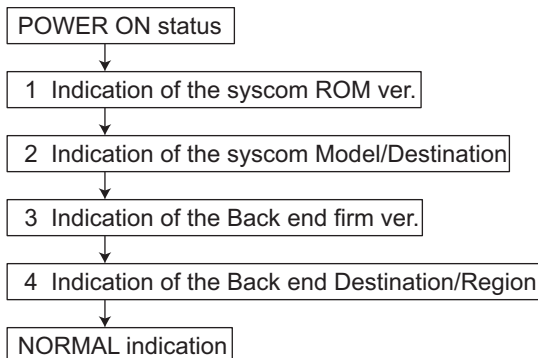 POWER ON status
1 Indication of the syscom ROM ver.
2 Indication of the syscom Model/Destination
3 Indication of the Back end firm ver.
4 Indication of the Back end Destination/Region
NORMAL indication